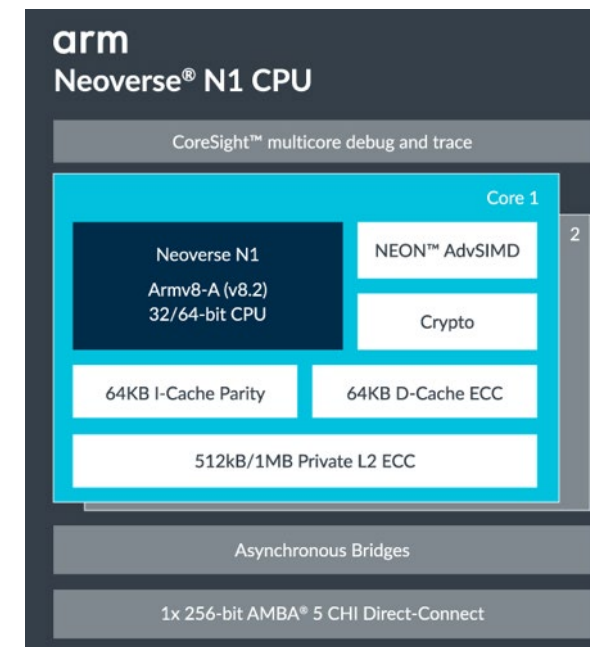 arm
Neoverse® N1 CPU
CoreSight™ multicore debug and trace
Core 1
2
Neoverse N1
Armv8-A (v8.2)
32/64-bit CPU
NEON™ AdvSIMD
Crypto
64KB I-Cache Parity
64KB D-Cache ECC
512kB/1MB Private L2 ECC
Asynchronous Bridges
1x 256-bit AMBA® 5 CHI Direct-Connect